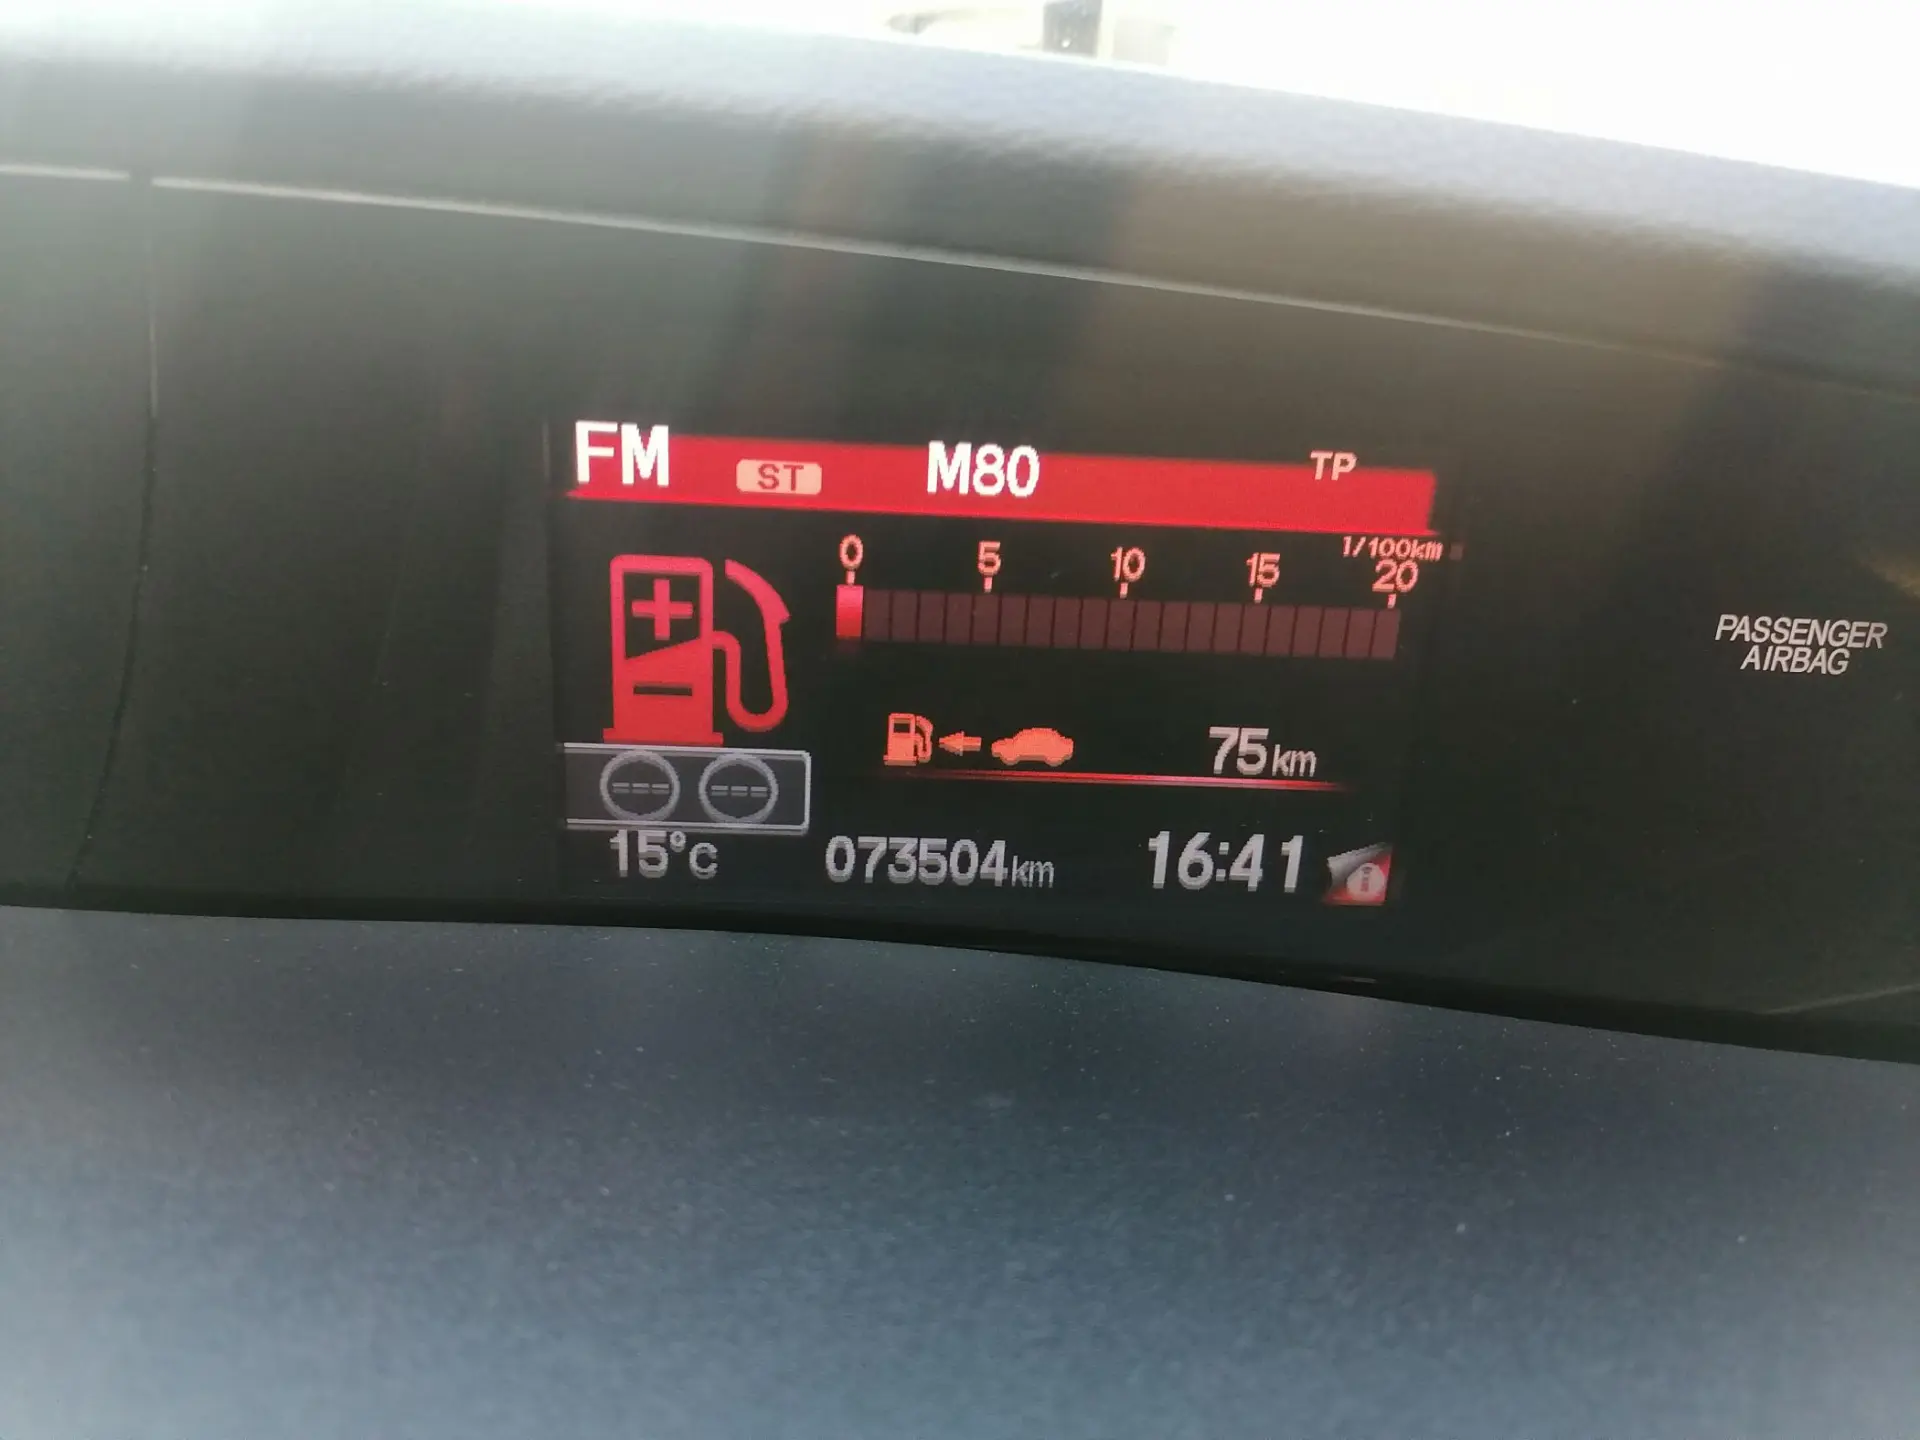 FM ST M80 TP
l/100km
0 5 10 15 20
PASSENGER
AIRBAG
75km
--- ---
15°C 073504km 16:41